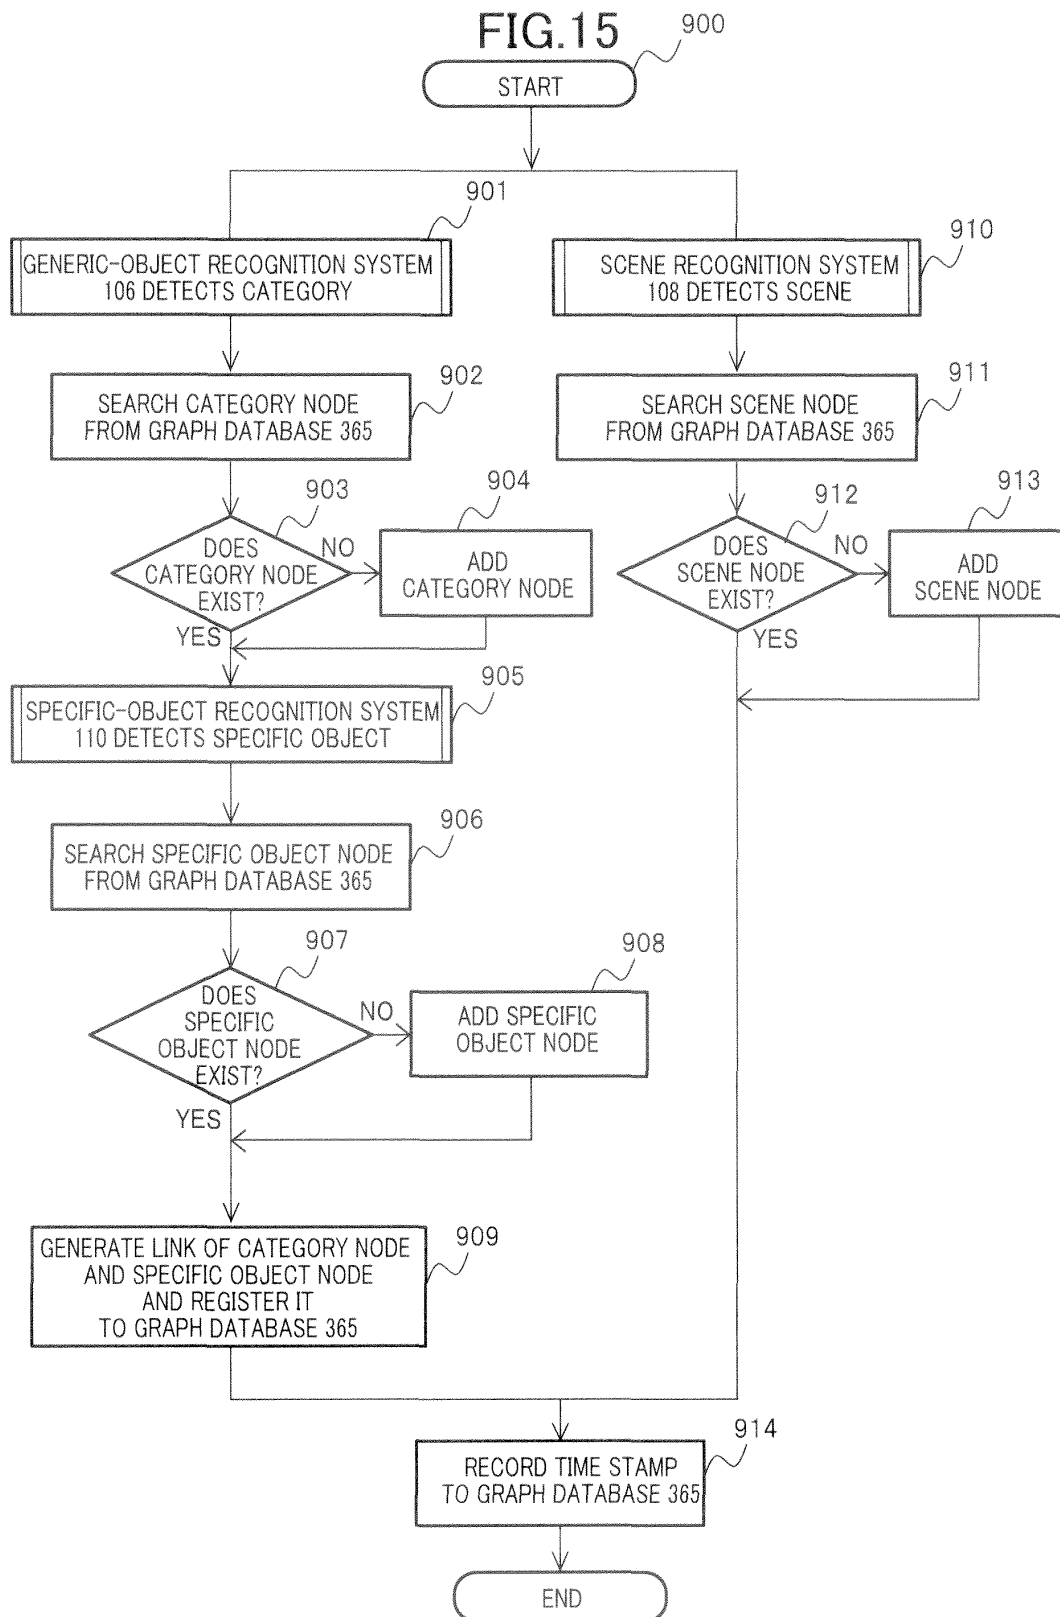 FIG.15
900
START
901
GENERIC-OBJECT RECOGNITION SYSTEM
106 DETECTS CATEGORY
910
SCENE RECOGNITION SYSTEM
108 DETECTS SCENE
902
SEARCH CATEGORY NODE
FROM GRAPH DATABASE 365
911
SEARCH SCENE NODE
FROM GRAPH DATABASE 365
903
DOES
CATEGORY NODE
EXIST?
NO
YES
904
ADD
CATEGORY NODE
912
DOES
SCENE NODE
EXIST?
NO
YES
913
ADD
SCENE NODE
905
SPECIFIC-OBJECT RECOGNITION SYSTEM
110 DETECTS SPECIFIC OBJECT
906
SEARCH SPECIFIC OBJECT NODE
FROM GRAPH DATABASE 365
907
DOES
SPECIFIC
OBJECT NODE
EXIST?
NO
YES
908
ADD SPECIFIC
OBJECT NODE
909
GENERATE LINK OF CATEGORY NODE
AND SPECIFIC OBJECT NODE
AND REGISTER IT
TO GRAPH DATABASE 365
914
RECORD TIME STAMP
TO GRAPH DATABASE 365
END